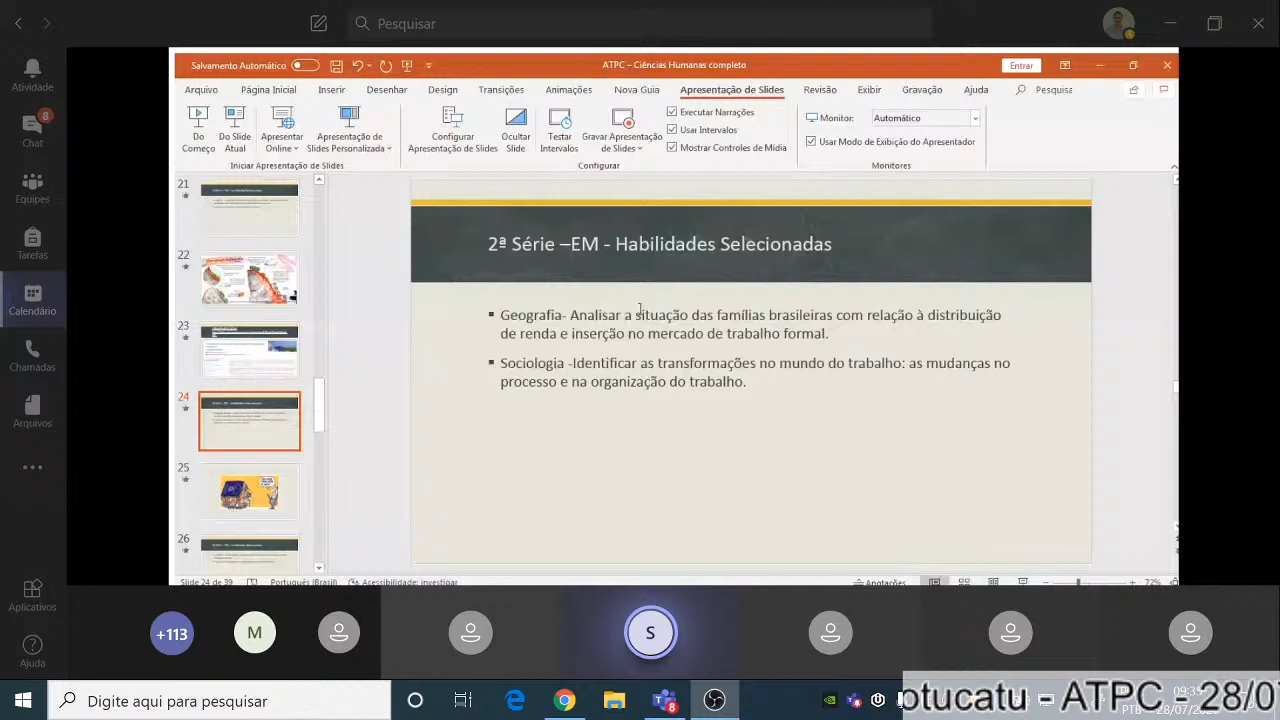 Pesquisar
Atividade
8
Chat
Equipes
Tarefas
Calendário
Chamadas
Arquivos
Aplicativos
Ajuda
Salvamento Automático
ATPC – Ciências Humanas completo
Entrar
Arquivo Página Inicial Inserir Desenhar Design Transições Animações Nova Guia Apresentação de Slides Revisão Exibir Gravação Ajuda Pesquisa
Do Começo
Do Slide Atual
Apresentar Online
Apresentação de Slides Personalizada
Configurar Apresentação de Slides
Ocultar Slide
Testar Intervalos
Gravar Apresentação de Slides
Executar Narrações
Usar Intervalos
Mostrar Controles de Mídia
Monitor: Automático
Usar Modo de Exibição do Apresentador
Iniciar Apresentação de Slides
Configurar
Monitores
21
22
23
24
25
26
2ª Série –EM - Habilidades Selecionadas
Geografia- Analisar a situação das famílias brasileiras com relação à distribuição
de renda e inserção no mercado de trabalho formal.
Sociologia -Identificar as transformações no mundo do trabalho: as mudanças no
processo e na organização do trabalho.
Slide 24 de 39 Português (Brasil) Acessibilidade: investigar
Anotações
72%
+113
M
S
Digite aqui para pesquisar
8
otucatu - ATPC - 28/07